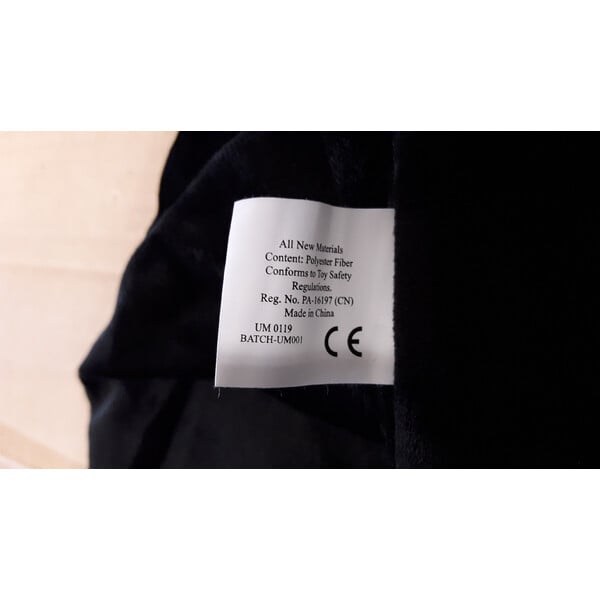 All New Materials
Content: Polyester Fiber
Conforms to Toy Safety
Regulations.
Reg. No. PA-16197 (CN)
Made in China
UM 0119
BATCH-UM001
CE